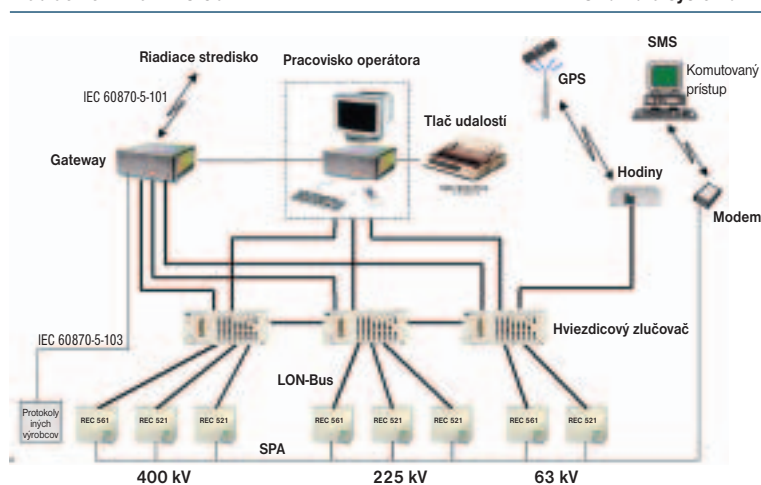 SMS
Riadiace stredisko
Pracovisko operátora
GPS
Komutovaný
prístup
IEC 60870-5-101
Tlač udalostí
Gateway
Hodiny
Modem
IEC 60870-5-103
Hviezdicový zlučovač
LON-Bus
Protokoly
iných
výrobcov
REC 561
REC 521
REC 521
REC 561
REC 521
REC 521
REC 561
REC 521
SPA
400 kV
225 kV
63 kV